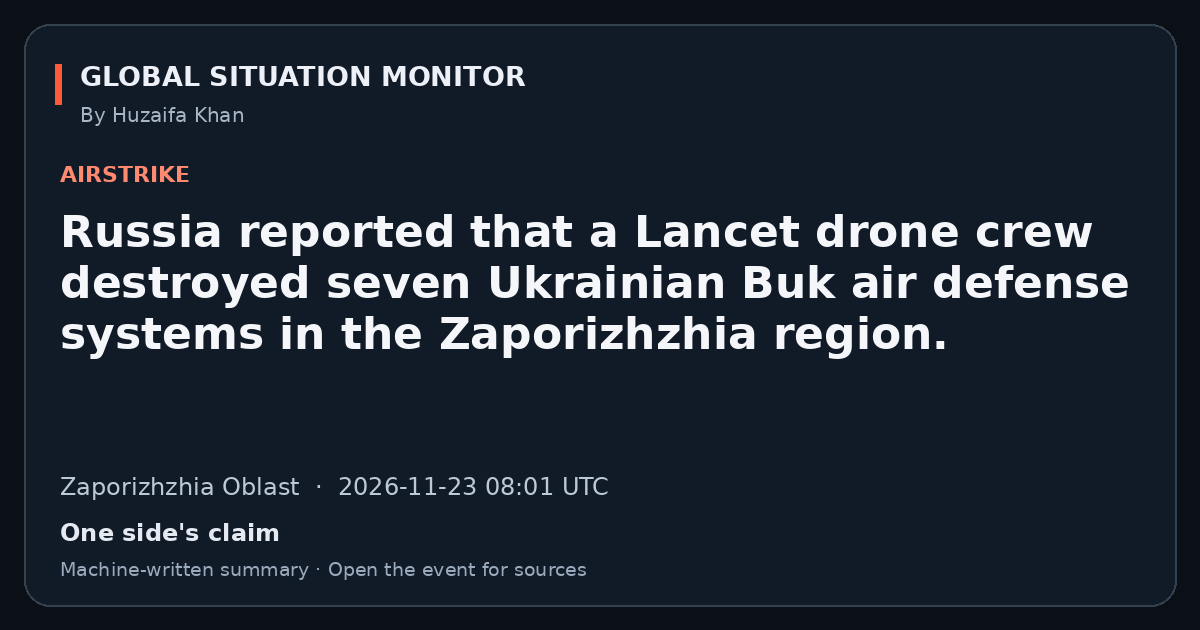 GLOBAL SITUATION MONITOR
By Huzaifa Khan
AIRSTRIKE
Russia reported that a Lancet drone crew
destroyed seven Ukrainian Buk air defense
systems in the Zaporizhzhia region.
Zaporizhzhia Oblast · 2026-11-23 08:01 UTC
One side's claim
Machine-written summary · Open the event for sources